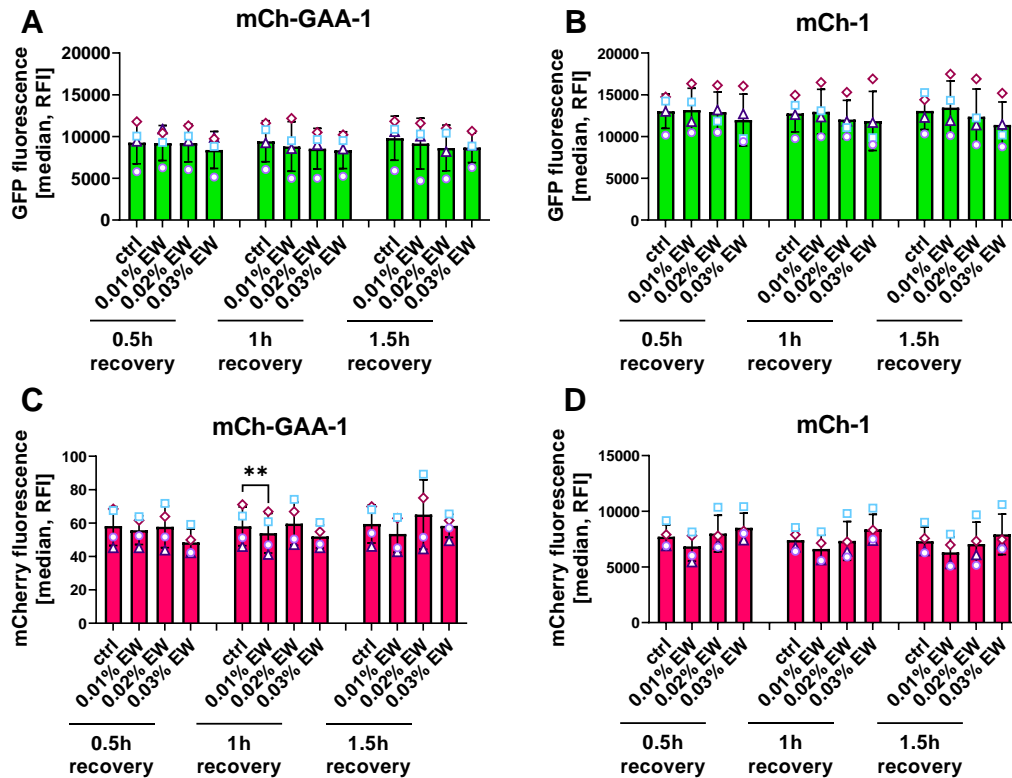 A
mCh-GAA-1
GFP fluorescence
[median, RFI]
20000
15000
10000
5000
0
ctrl
0.01% EW
0.02% EW
0.03% EW
ctrl
0.01% EW
0.02% EW
0.03% EW
ctrl
0.01% EW
0.02% EW
0.03% EW
0.5h
recovery
1h
recovery
1.5h
recovery
B
mCh-1
GFP fluorescence
[median, RFI]
20000
15000
10000
5000
0
ctrl
0.01% EW
0.02% EW
0.03% EW
ctrl
0.01% EW
0.02% EW
0.03% EW
ctrl
0.01% EW
0.02% EW
0.03% EW
0.5h
recovery
1h
recovery
1.5h
recovery
C
mCh-GAA-1
mCherry fluorescence
[median, RFI]
100
80
60
40
20
0
**
ctrl
0.01% EW
0.02% EW
0.03% EW
ctrl
0.01% EW
0.02% EW
0.03% EW
ctrl
0.01% EW
0.02% EW
0.03% EW
0.5h
recovery
1h
recovery
1.5h
recovery
D
mCh-1
mCherry fluorescence
[median, RFI]
15000
10000
5000
0
ctrl
0.01% EW
0.02% EW
0.03% EW
ctrl
0.01% EW
0.02% EW
0.03% EW
ctrl
0.01% EW
0.02% EW
0.03% EW
0.5h
recovery
1h
recovery
1.5h
recovery